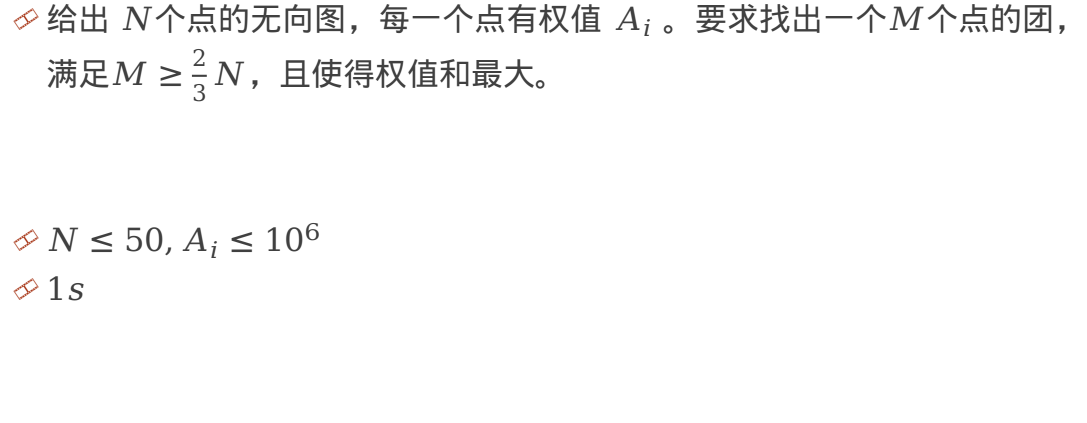 给出 N个点的无向图，每一个点有权值 A_i 。要求找出一个M个点的团，
满足M ≥ \frac{2}{3} N，且使得权值和最大。
N ≤ 50, A_i ≤ 10^6
1s